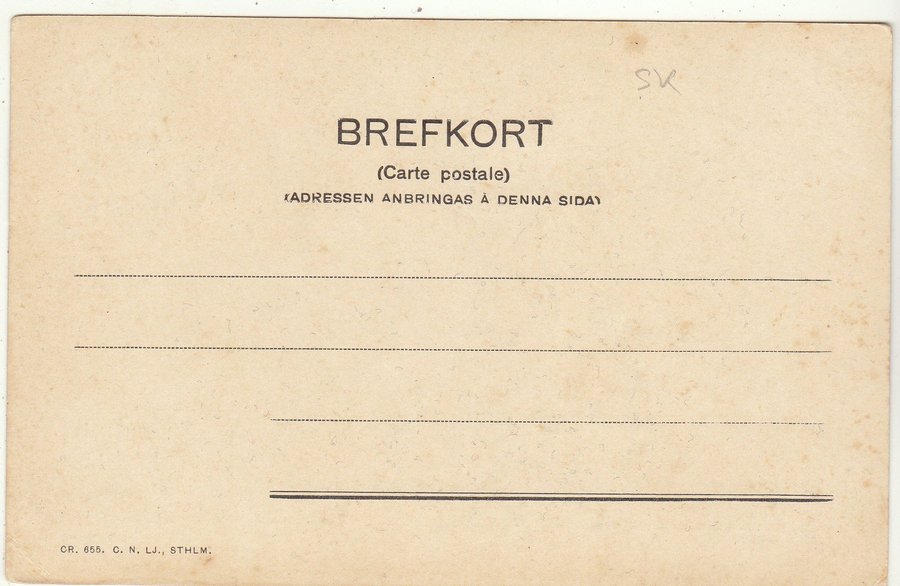 SK
BREFKORT
(Carte postale)
(ADRESSEN ANBRINGAS Å DENNA SIDA)
CR. 655. C. N. LJ., STHLM.